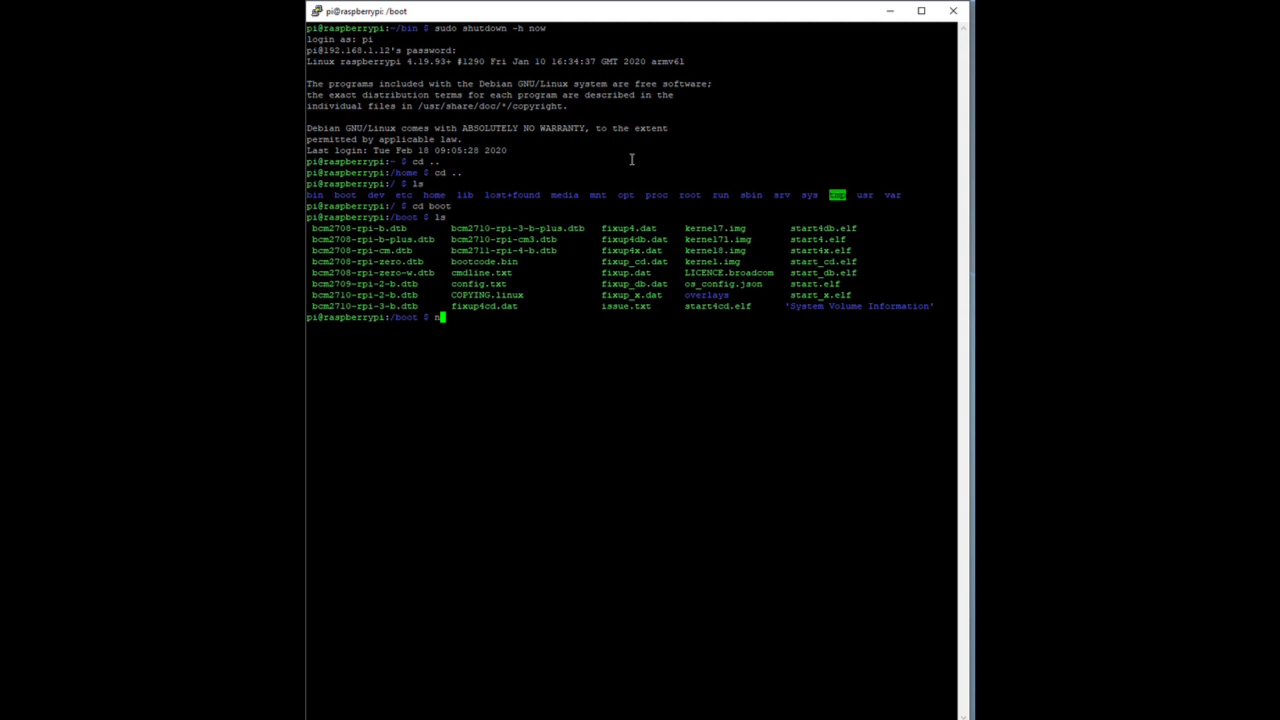 pi@raspberrypi: /boot
pi@raspberrypi:~/bin $ sudo shutdown -h now
login as: pi
pi@192.168.1.12's password:
Linux raspberrypi 4.19.93+ #1290 Fri Jan 10 16:34:37 GMT 2020 armv6l
The programs included with the Debian GNU/Linux system are free software;
the exact distribution terms for each program are described in the
individual files in /usr/share/doc/*/copyright.
Debian GNU/Linux comes with ABSOLUTELY NO WARRANTY, to the extent
permitted by applicable law.
Last login: Tue Feb 18 09:05:28 2020
pi@raspberrypi:~ $ cd ..
pi@raspberrypi:/home $ cd ..
pi@raspberrypi:/ $ ls
bin boot dev etc home lib lost+found media mnt opt proc root run sbin srv sys tmp usr var
pi@raspberrypi:/ $ cd boot
pi@raspberrypi:/boot $ ls
bcm2708-rpi-b.dtb bcm2710-rpi-3-b-plus.dtb fixup4.dat kernel7.img start4db.elf
bcm2708-rpi-b-plus.dtb bcm2710-rpi-cm3.dtb fixup4db.dat kernel7l.img start4.elf
bcm2708-rpi-cm.dtb bcm2711-rpi-4-b.dtb fixup4x.dat kernel8.img start4x.elf
bcm2708-rpi-zero.dtb bootcode.bin fixup_cd.dat kernel.img start_cd.elf
bcm2708-rpi-zero-w.dtb cmdline.txt fixup.dat LICENCE.broadcom start_db.elf
bcm2709-rpi-2-b.dtb config.txt fixup_db.dat os_config.json start.elf
bcm2710-rpi-2-b.dtb COPYING.linux fixup_x.dat overlays start_x.elf
bcm2710-rpi-3-b.dtb fixup4cd.dat issue.txt start4cd.elf 'System Volume Information'
pi@raspberrypi:/boot $ n